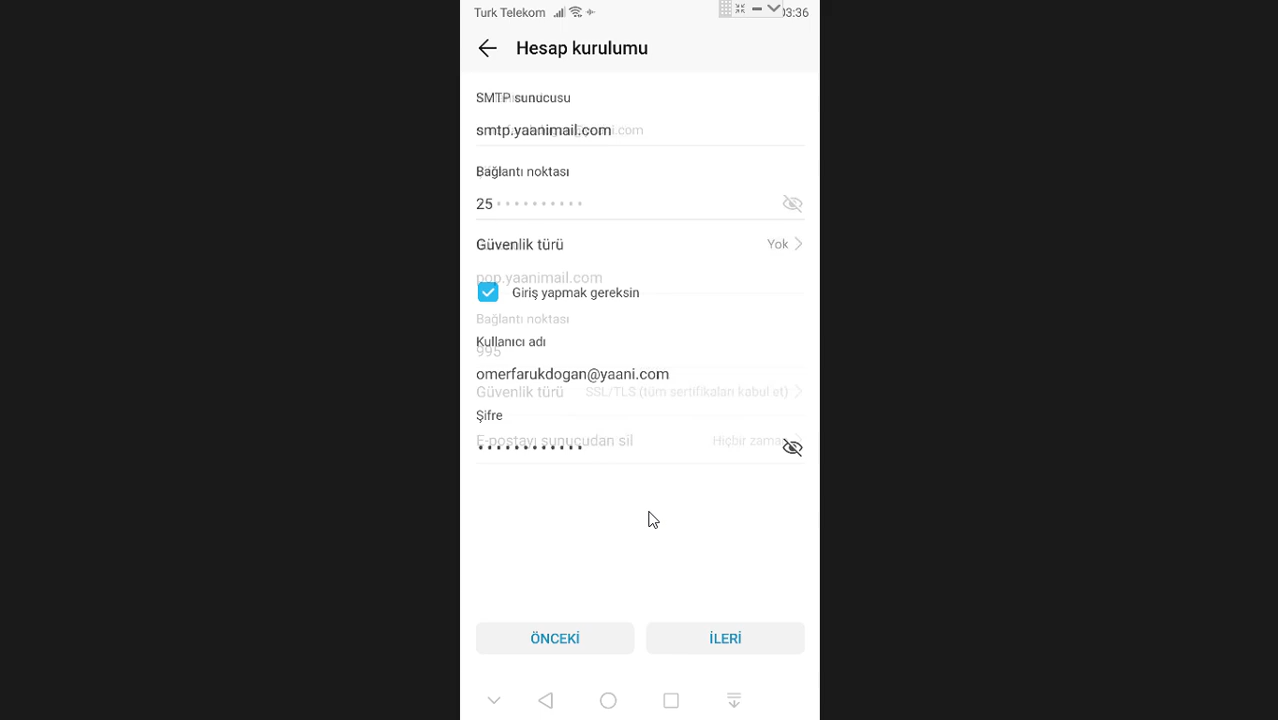 Turk Telekom
03:36
Hesap kurulumu
SMTP sunucusu
smtp.yaanimail.com
Bağlantı noktası
25
Güvenlik türü
Yok
pop.yaanimail.com
Giriş yapmak gereksin
Bağlantı noktası
Kullanıcı adı
995
omerfarukdogan@yaani.com
Güvenlik türü SSL/TLS (tüm sertifikaları kabul et)
Şifre
E-postayı sunucudan sil Hiçbir zaman
ÖNCEKİ
İLERİ